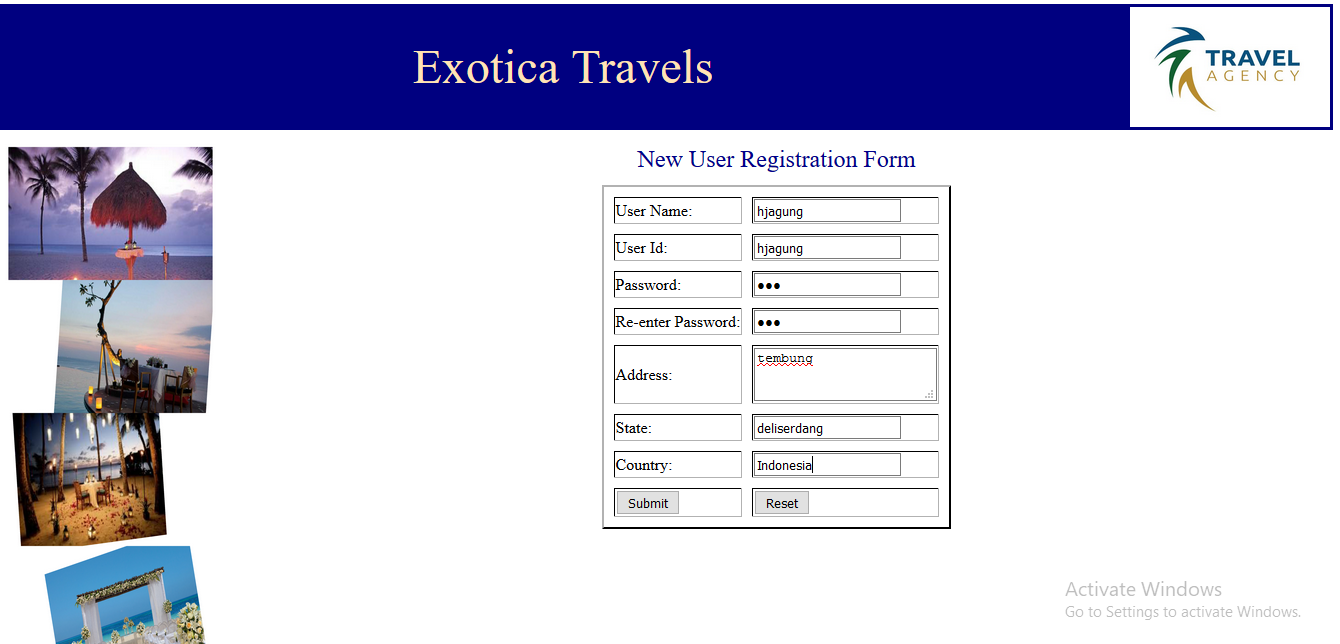 Exotica Travels
TRAVEL
AGENCY
New User Registration Form
User Name: hjagung
User Id: hjagung
Password: •••
Re-enter Password: •••
Address: tembung
State: deliserdang
Country: Indonesia
Submit Reset
Activate Windows
Go to Settings to activate Windows.